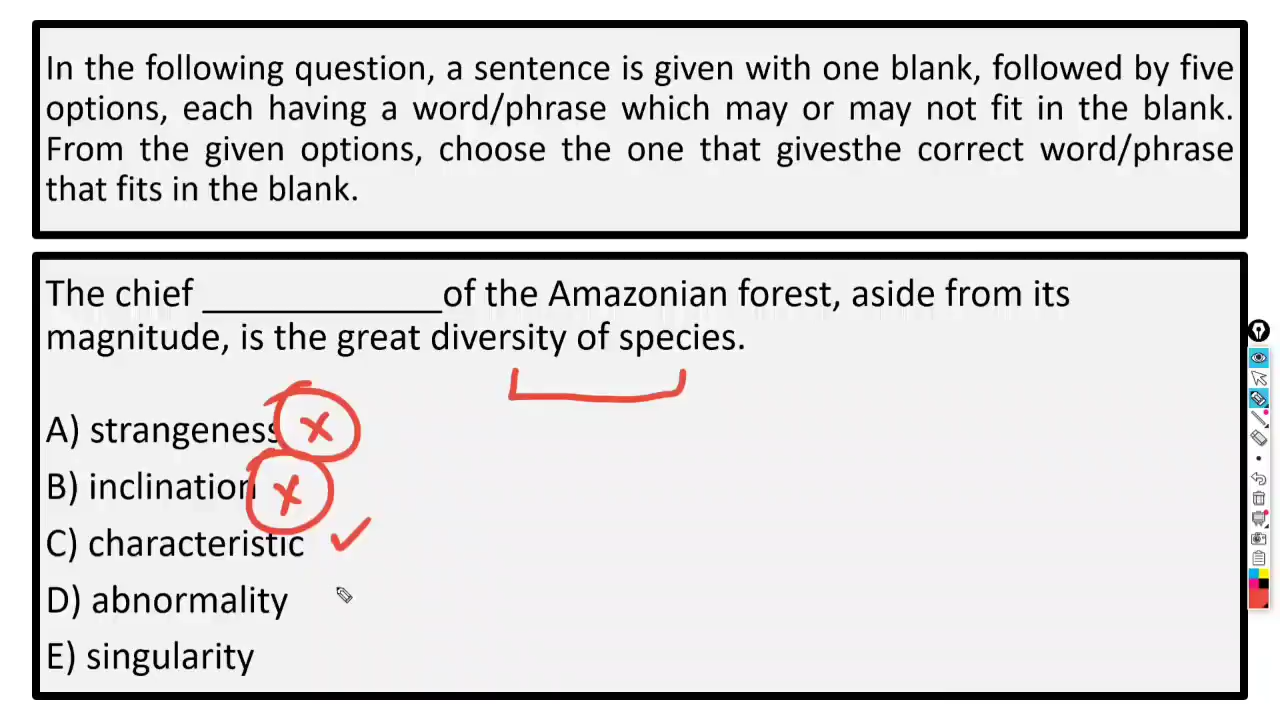 In the following question, a sentence is given with one blank, followed by five
options, each having a word/phrase which may or may not fit in the blank.
From the given options, choose the one that givesthe correct word/phrase
that fits in the blank.
The chief ____________of the Amazonian forest, aside from its
magnitude, is the great diversity of species.
A) strangeness
B) inclination
C) characteristic
D) abnormality
E) singularity